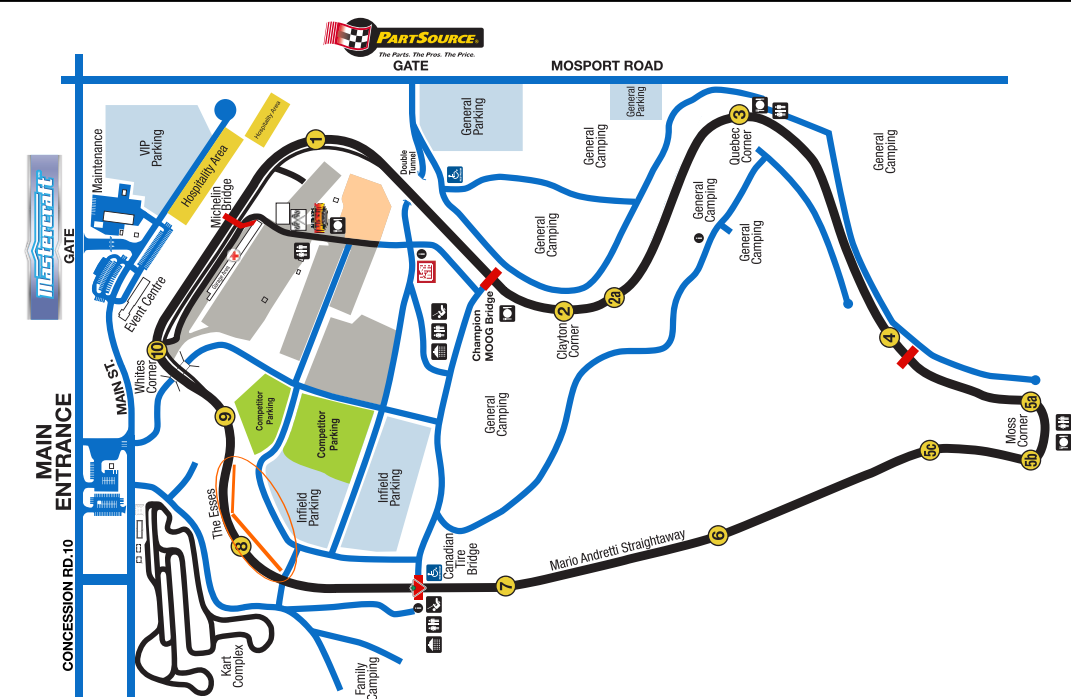 PARTSOURCE
The Parts. The Pros. The Price.
GATE
MOSPORT ROAD
Mastercraft
GATE
Maintenance
VIP
Parking
Hospitality Area
Hospitality Area
Michelin
Bridge
Event Centre
1
Double
Tunnel
General
Parking
General
Parking
General
Camping
3
Quebec
Corner
General
Camping
General
Camping
General
Camping
General
Camping
Garage Area
i
i
Champion
MOOG Bridge
2
Clayton
Corner
2a
4
5a
Moss
Corner
5b
5c
10
Whites
Corner
MAIN ST.
MAIN
ENTRANCE
9
Competitor
Parking
Competitor
Parking
General
Camping
Infield
Parking
Infield
Parking
The Esses
8
Canadian
Tire
Bridge
i
7
Mario Andretti Straightaway
6
CONCESSION RD.10
Kart
Complex
Family
Camping